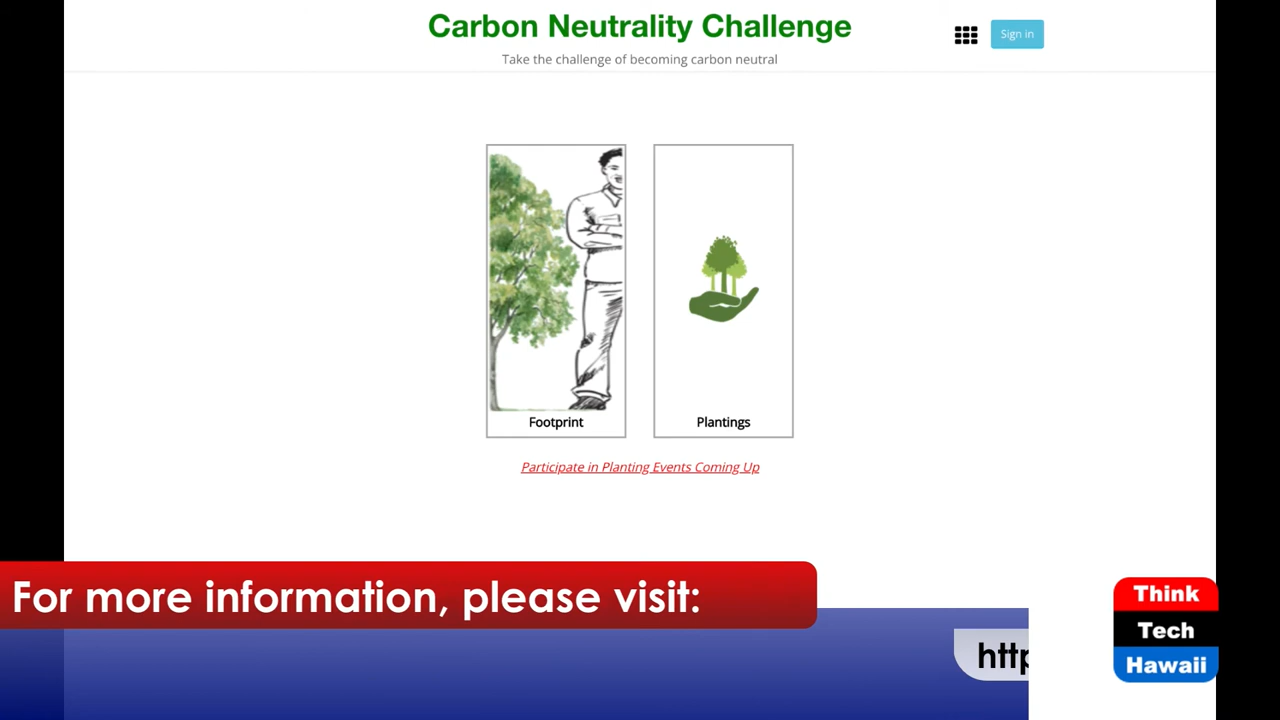 Carbon Neutrality Challenge
Sign in
Take the challenge of becoming carbon neutral
Footprint
Plantings
Participate in Planting Events Coming Up
For more information, please visit:
http
Think
Tech
Hawaii